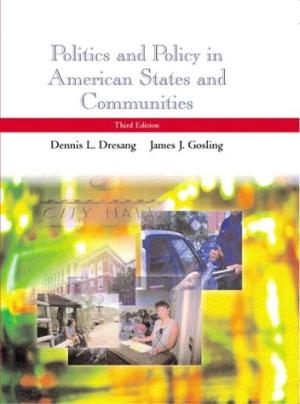 Politics and Policy in
American States and
Communities
Third Edition
Dennis L. Dresang James J. Gosling
CITY HALL